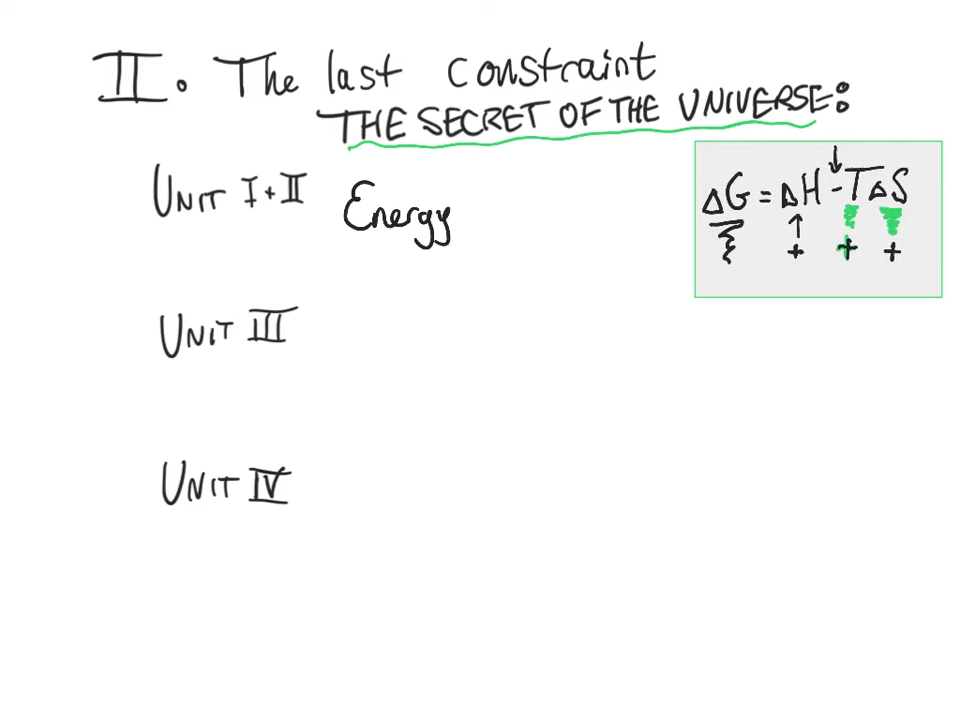 II. The last constraint
THE SECRET OF THE UNIVERSE:
UNIT I + II Energy
ΔG = ΔH - TΔS
+ + +
UNIT III
UNIT IV